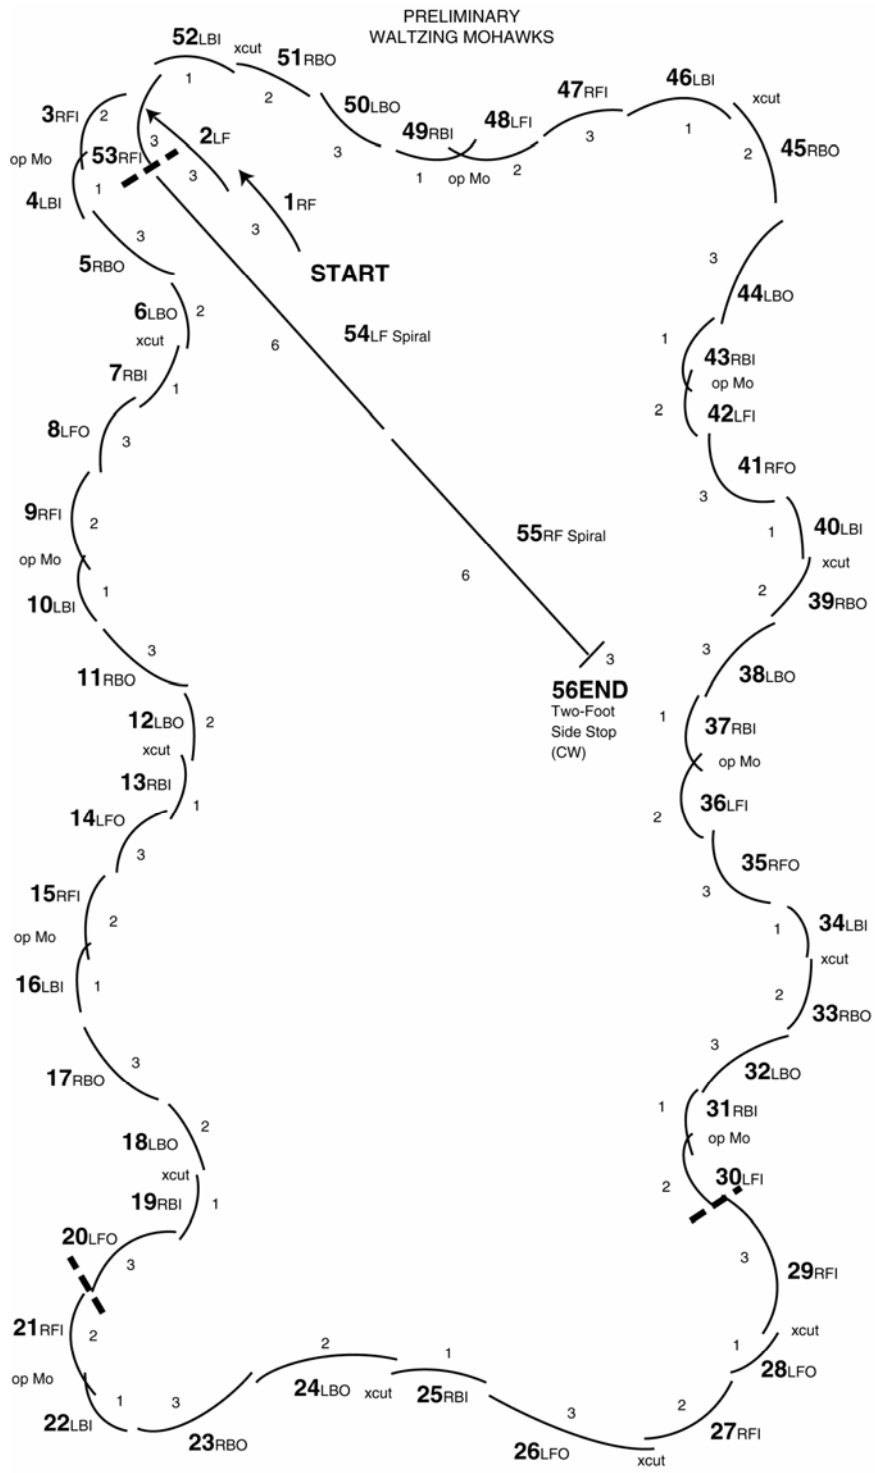 PRELIMINARY
WALTZING MOHAWKS
START
1RF
3
2LF
3
3RFI
2
op Mo
4LBI
1
5RBO
3
6LBO
2
xcut
7RBI
1
8LFO
3
9RFI
2
op Mo
10LBI
1
11RBO
3
12LBO
2
xcut
13RBI
1
14LFO
3
15RFI
2
op Mo
16LBI
1
17RBO
3
18LBO
2
xcut
19RBI
1
20LFO
3
21RFI
2
op Mo
22LBI
1
23RBO
3
24LBO
2
xcut
25RBI
1
26LFO
3
xcut
27RFI
2
28LFO
1
xcut
29RFI
3
30LFI
2
op Mo
31RBI
1
32LBO
3
33RBO
2
xcut
34LBI
1
35RFO
3
36LFI
2
op Mo
37RBI
1
38LBO
3
39RBO
2
xcut
40LBI
1
41RFO
3
42LFI
2
op Mo
43RBI
1
44LBO
3
45RBO
2
xcut
46LBI
1
47RFI
3
48LFI
2
op Mo
49RBI
1
50LBO
3
51RBO
2
xcut
52LBI
1
53RFI
3
54LF Spiral
6
55RF Spiral
6
56END
3
Two-Foot
Side Stop
(CW)